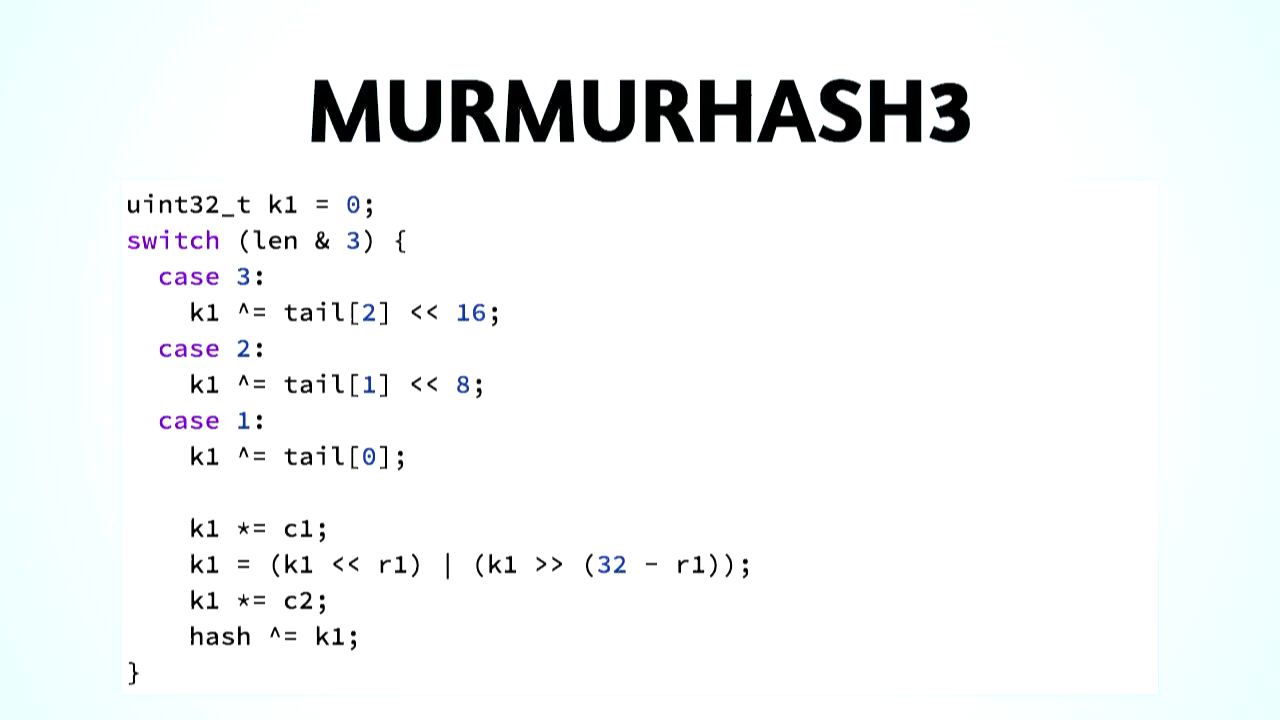 MURMURHASH3
uint32_t k1 = 0;
switch (len & 3) {
  case 3:
    k1 ^= tail[2] << 16;
  case 2:
    k1 ^= tail[1] << 8;
  case 1:
    k1 ^= tail[0];

    k1 *= c1;
    k1 = (k1 << r1) | (k1 >> (32 - r1));
    k1 *= c2;
    hash ^= k1;
}